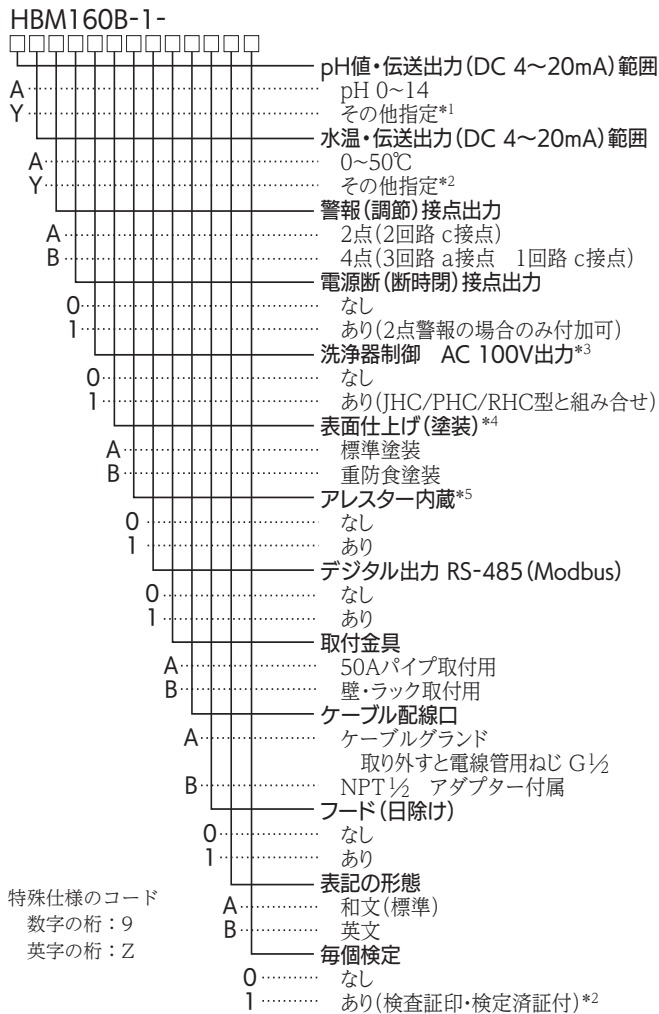 HBM160B-1-
□□□□□□□□□□□□□
pH値・伝送出力(DC 4〜20mA)範囲
A pH 0~14
Y その他指定*1
水温・伝送出力(DC 4〜20mA)範囲
A 0~50℃
Y その他指定*2
警報(調節)接点出力
A 2点(2回路 c接点)
B 4点(3回路 a接点 1回路 c接点)
電源断(断時閉)接点出力
0 なし
1 あり(2点警報の場合のみ付加可)
洗浄器制御 AC 100V出力*3
0 なし
1 あり(JHC/PHC/RHC型と組み合せ)
表面仕上げ(塗装)*4
A 標準塗装
B 重防食塗装
アレスター内蔵*5
0 なし
1 あり
デジタル出力 RS-485(Modbus)
0 なし
1 あり
取付金具
A 50Aパイプ取付用
B 壁・ラック取付用
ケーブル配線口
A ケーブルグランド
取り外すと電線管用ねじ G½
B NPT½ アダプター付属
フード(日除け)
0 なし
1 あり
表記の形態
A 和文(標準)
B 英文
毎個検定
0 なし
1 あり(検査証印・検定済証付)*2
特殊仕様のコード
数字の桁：9
英字の桁：Z